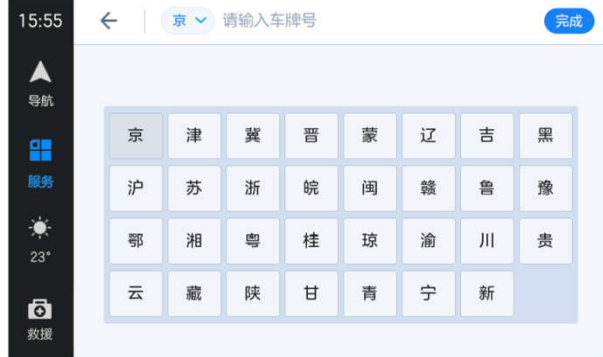 15:55
京 请输入车牌号 完成
导航
服务
23°
救援
京 津 冀 晋 蒙 辽 吉 黑
沪 苏 浙 皖 闽 赣 鲁 豫
鄂 湘 粤 桂 琼 渝 川 贵
云 藏 陕 甘 青 宁 新